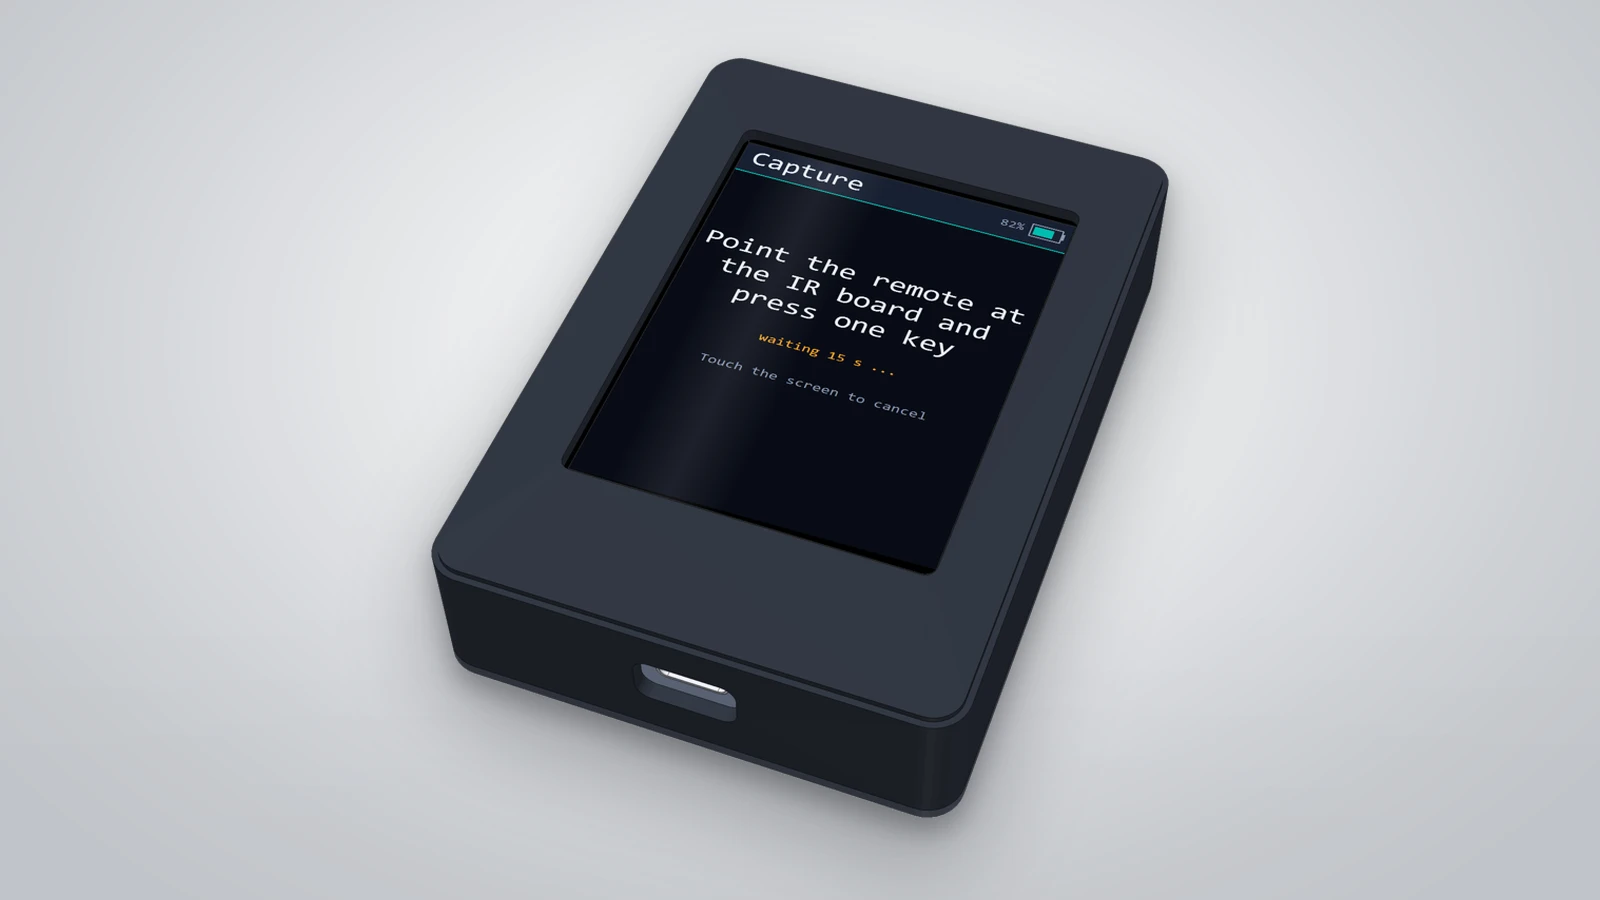 Capture
82%
Point the remote at
the IR board and
press one key
waiting 15 s ...
Touch the screen to cancel